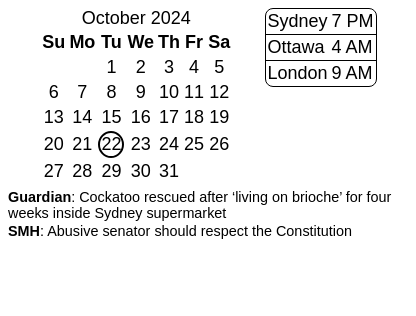 October 2024
Su Mo Tu We Th Fr Sa
1 2 3 4 5
6 7 8 9 10 11 12
13 14 15 16 17 18 19
20 21 22 23 24 25 26
27 28 29 30 31
Sydney 7 PM
Ottawa 4 AM
London 9 AM
Guardian: Cockatoo rescued after ‘living on brioche’ for four
weeks inside Sydney supermarket
SMH: Abusive senator should respect the Constitution